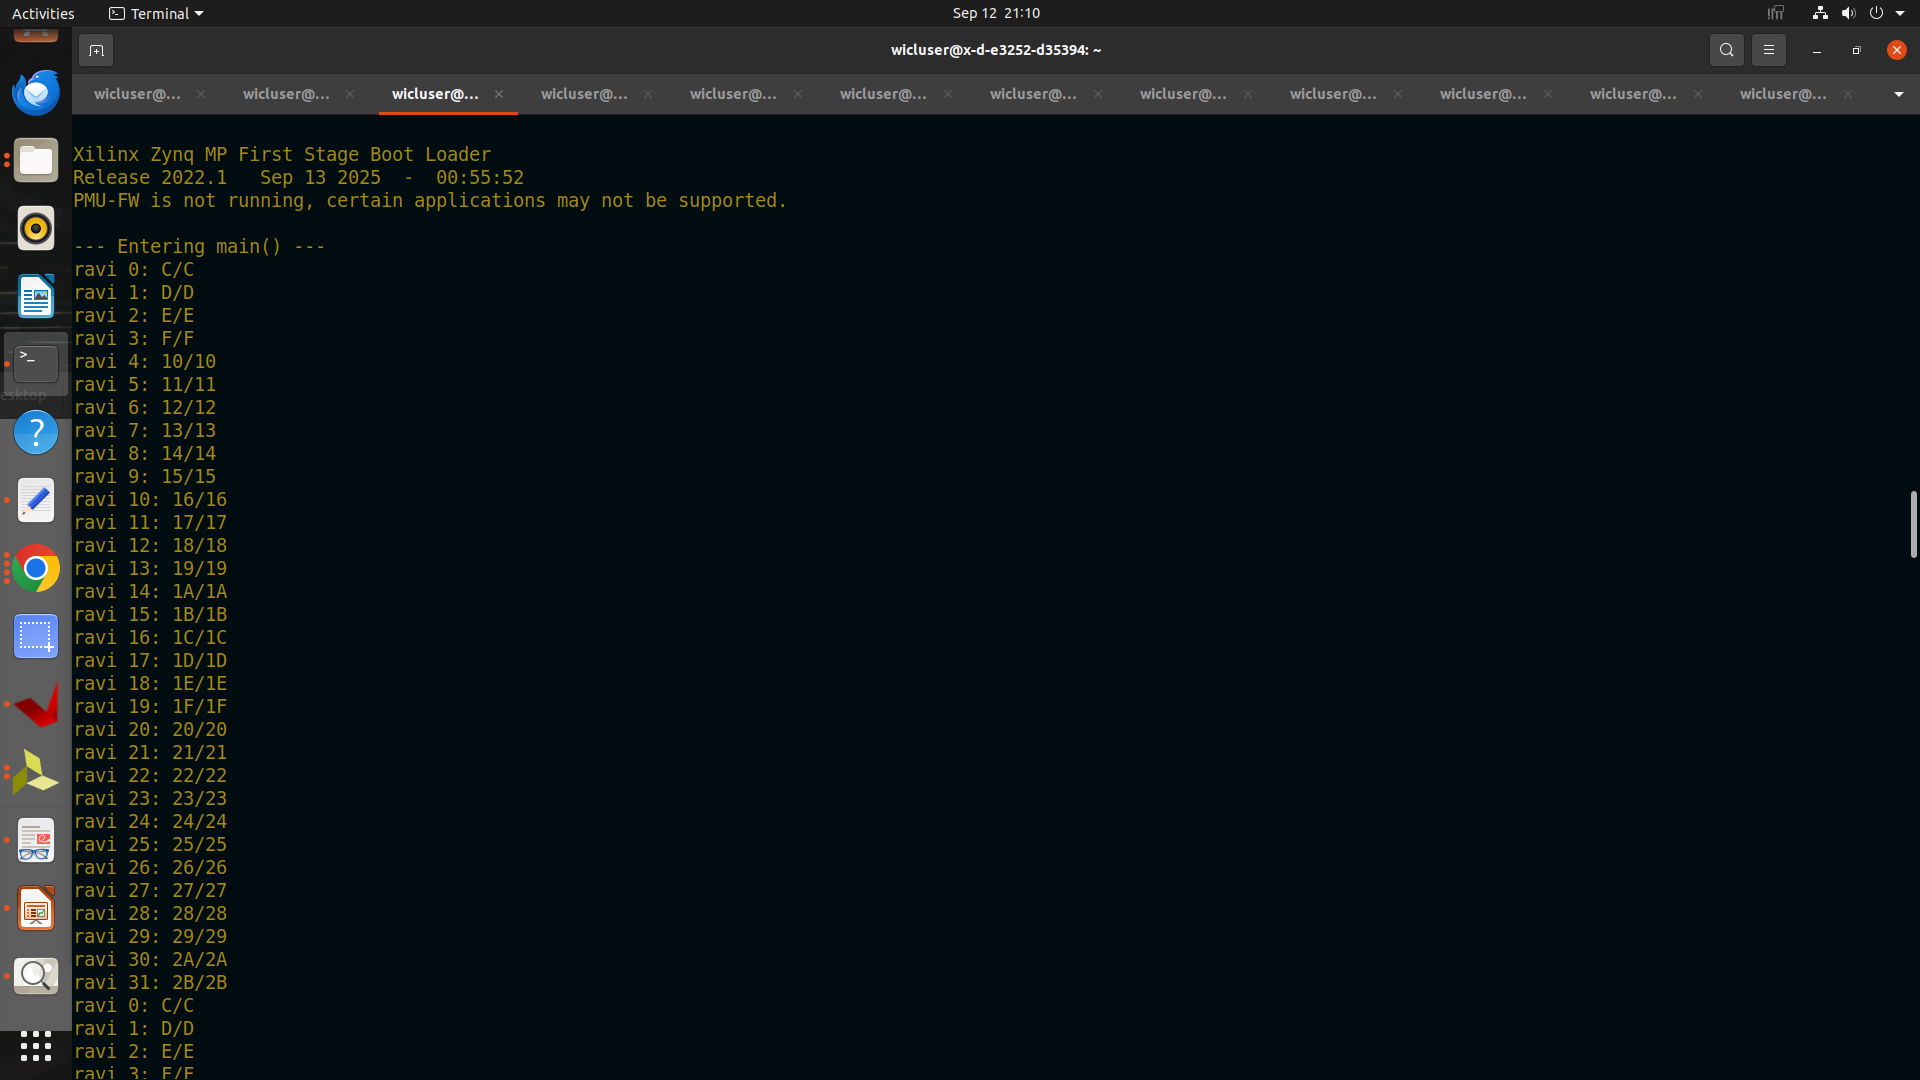 Activities
Terminal
Sep 12 21:10
wicluser@x-d-e3252-d35394: ~
wicluser@... wicluser@... wicluser@... wicluser@... wicluser@... wicluser@... wicluser@... wicluser@... wicluser@... wicluser@... wicluser@... wicluser@...
Xilinx Zynq MP First Stage Boot Loader
Release 2022.1   Sep 13 2025  -  00:55:52
PMU-FW is not running, certain applications may not be supported.
--- Entering main() ---
ravi 0: C/C
ravi 1: D/D
ravi 2: E/E
ravi 3: F/F
ravi 4: 10/10
ravi 5: 11/11
ravi 6: 12/12
ravi 7: 13/13
ravi 8: 14/14
ravi 9: 15/15
ravi 10: 16/16
ravi 11: 17/17
ravi 12: 18/18
ravi 13: 19/19
ravi 14: 1A/1A
ravi 15: 1B/1B
ravi 16: 1C/1C
ravi 17: 1D/1D
ravi 18: 1E/1E
ravi 19: 1F/1F
ravi 20: 20/20
ravi 21: 21/21
ravi 22: 22/22
ravi 23: 23/23
ravi 24: 24/24
ravi 25: 25/25
ravi 26: 26/26
ravi 27: 27/27
ravi 28: 28/28
ravi 29: 29/29
ravi 30: 2A/2A
ravi 31: 2B/2B
ravi 0: C/C
ravi 1: D/D
ravi 2: E/E
ravi 3: F/F